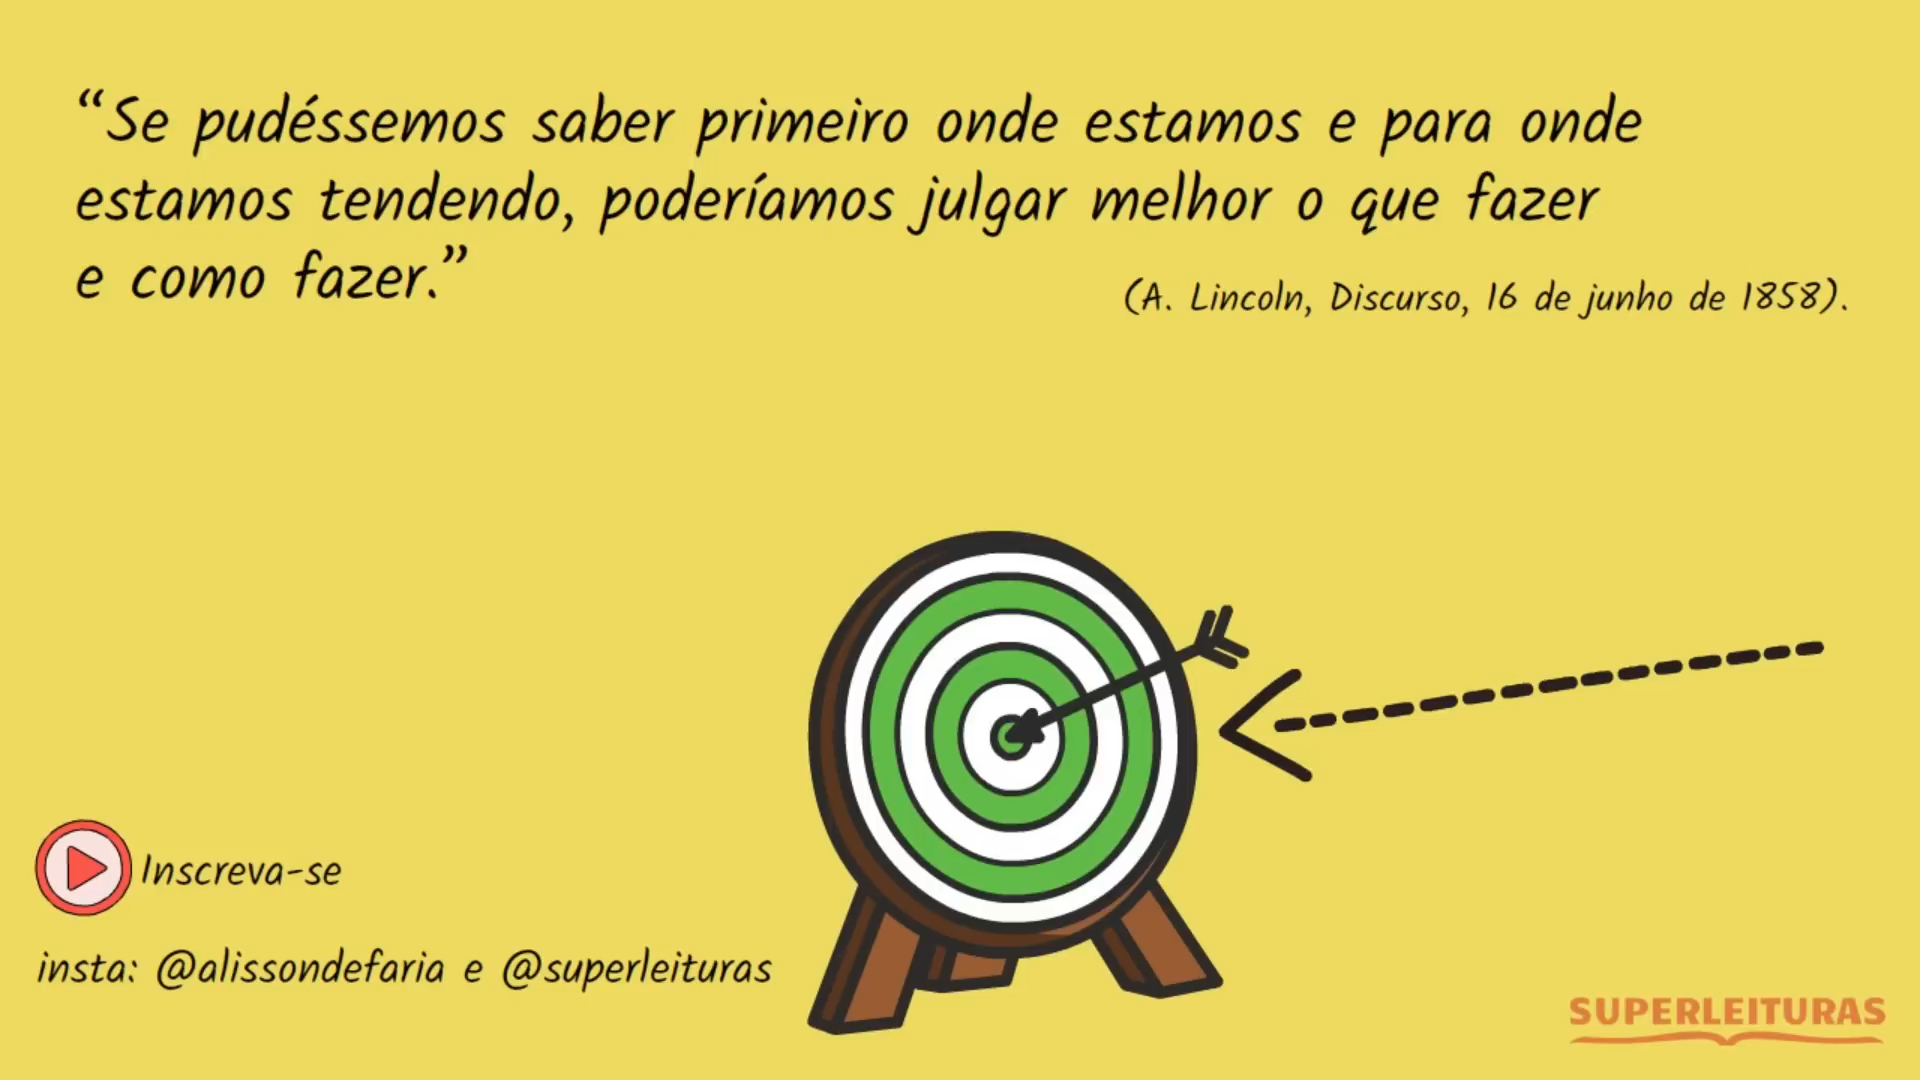 “Se pudéssemos saber primeiro onde estamos e para onde
estamos tendendo, poderíamos julgar melhor o que fazer
e como fazer.”
(A. Lincoln, Discurso, 16 de junho de 1858).
Inscreva-se
insta: @alissondefaria e @superleituras
SUPERLEITURAS